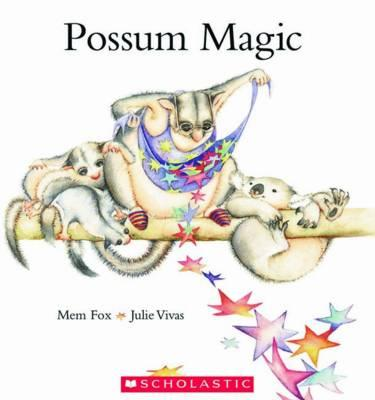 Possum Magic
Mem Fox ★ Julie Vivas
SCHOLASTIC